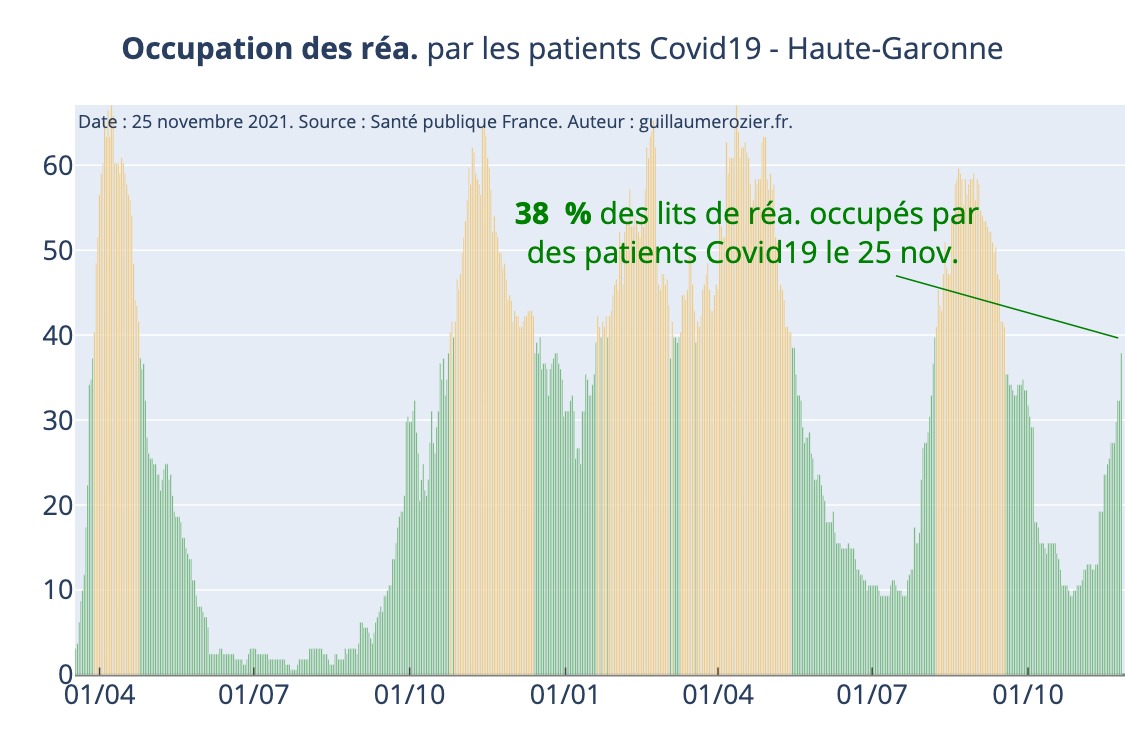 Occupation des réa. par les patients Covid19 - Haute-Garonne
Date : 25 novembre 2021. Source : Santé publique France. Auteur : guillaumerozier.fr.
38 % des lits de réa. occupés par
des patients Covid19 le 25 nov.
60
50
40
30
20
10
0
01/04 01/07 01/10 01/01 01/04 01/07 01/10